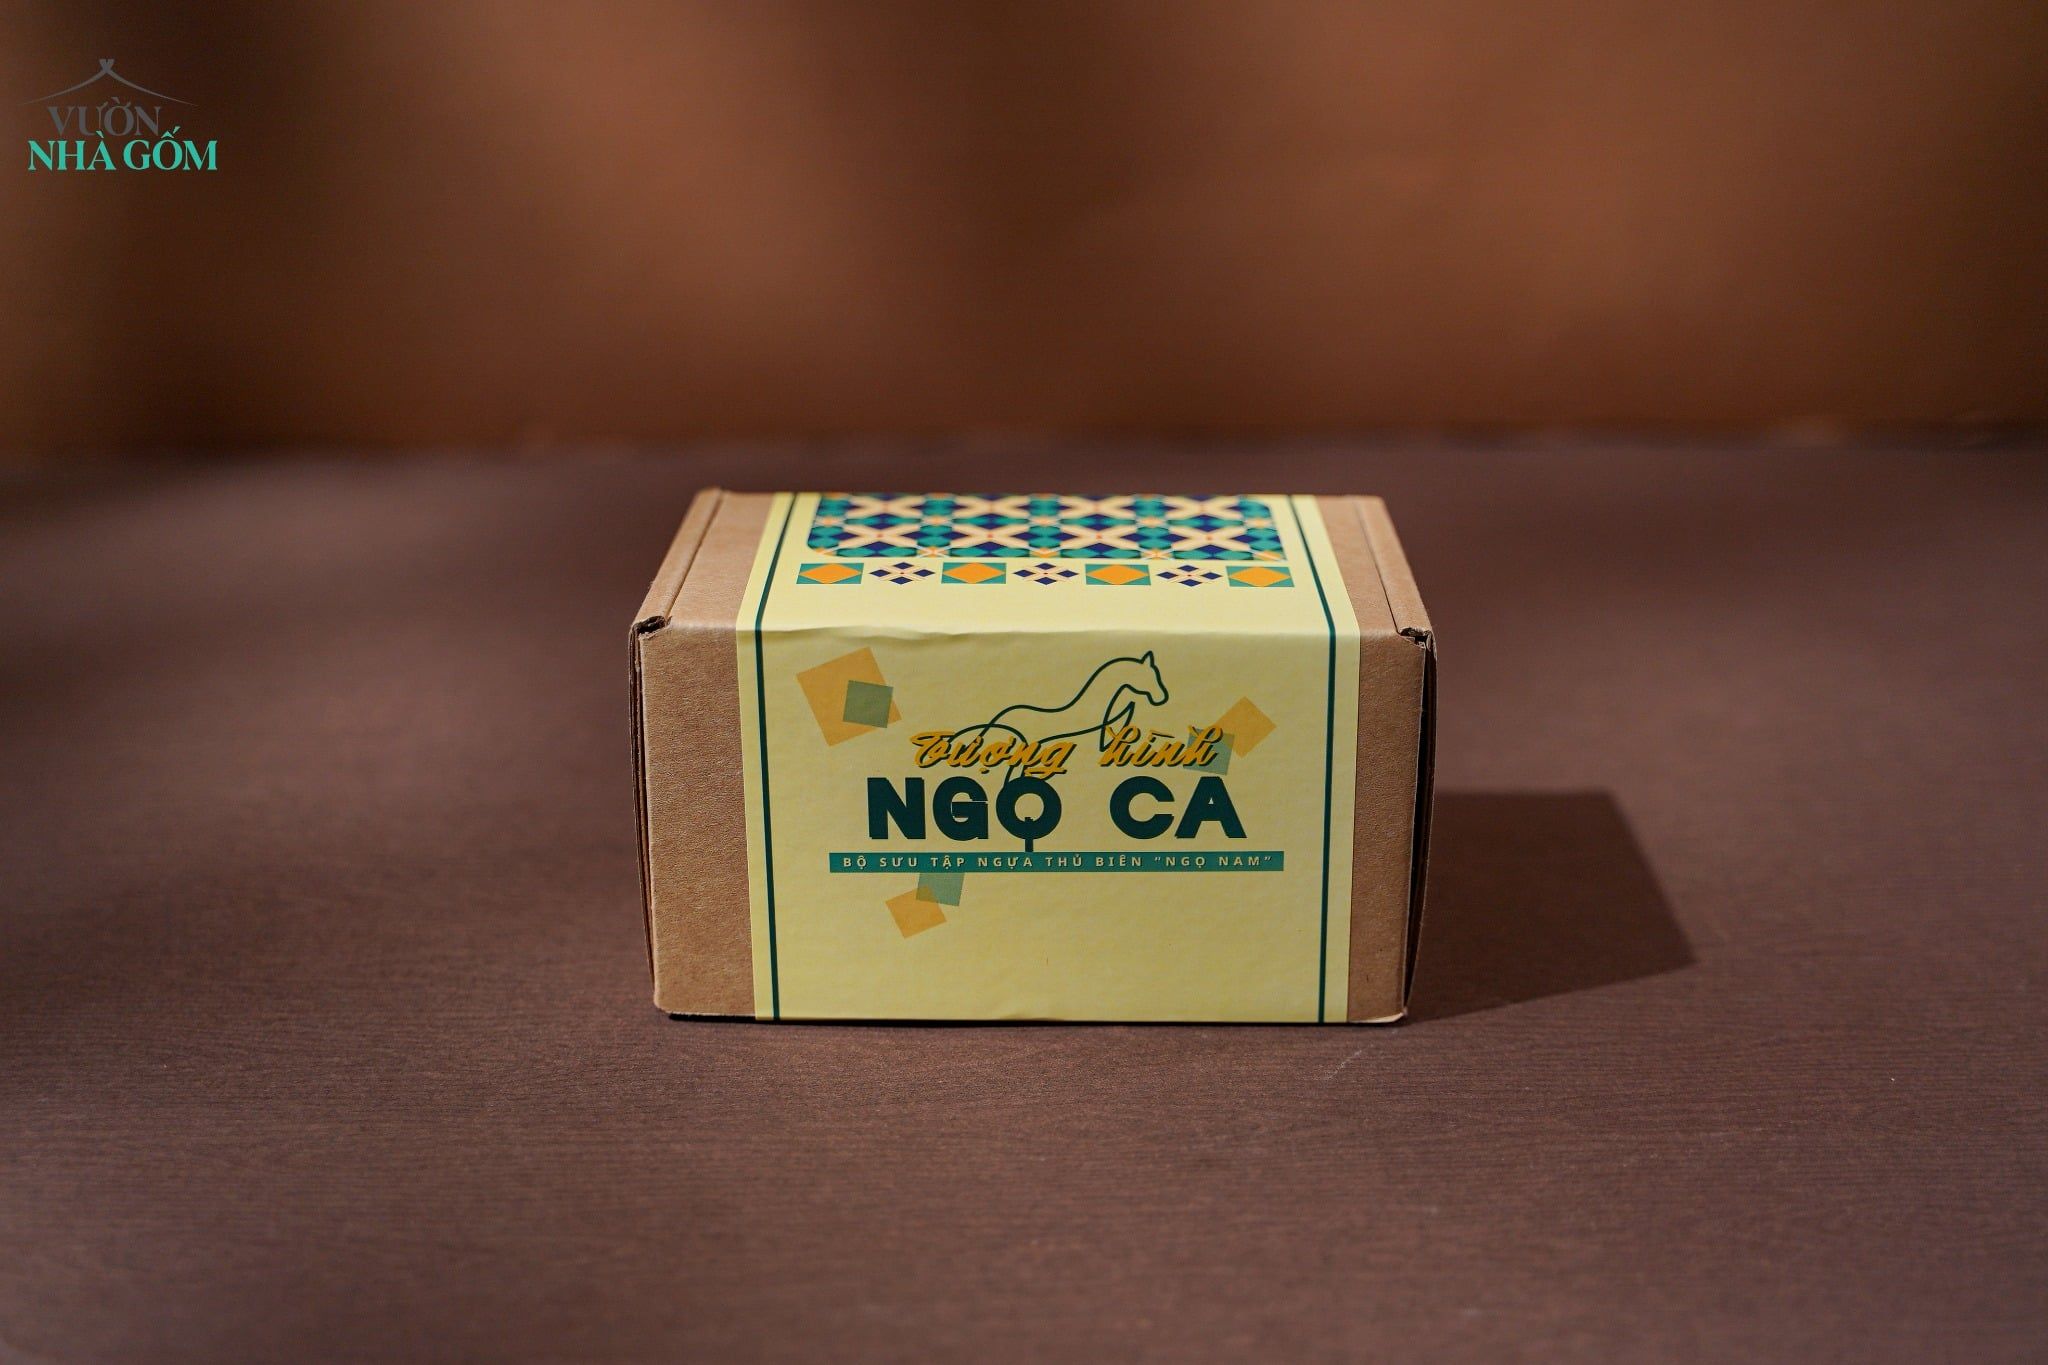 VƯỜN
NHÀ GỐM
Tượng hình
NGỌ CA
BỘ SƯU TẬP NGỰA THỦ BIÊN "NGỌ NAM"